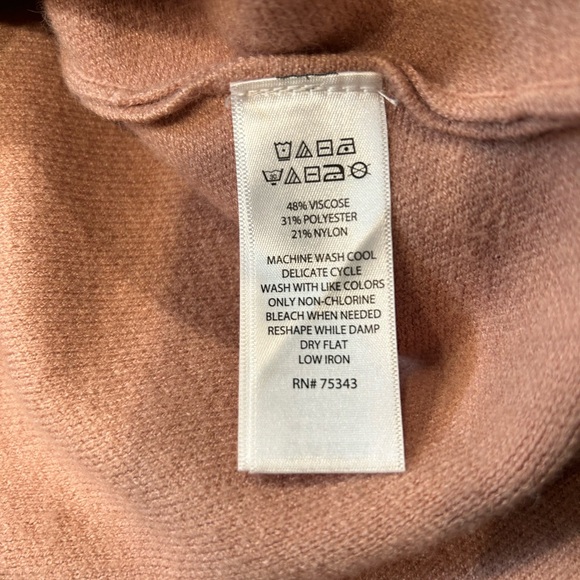 48% VISCOSE
31% POLYESTER
21% NYLON
MACHINE WASH COOL
DELICATE CYCLE
WASH WITH LIKE COLORS
ONLY NON-CHLORINE
BLEACH WHEN NEEDED
RESHAPE WHILE DAMP
DRY FLAT
LOW IRON
RN# 75343